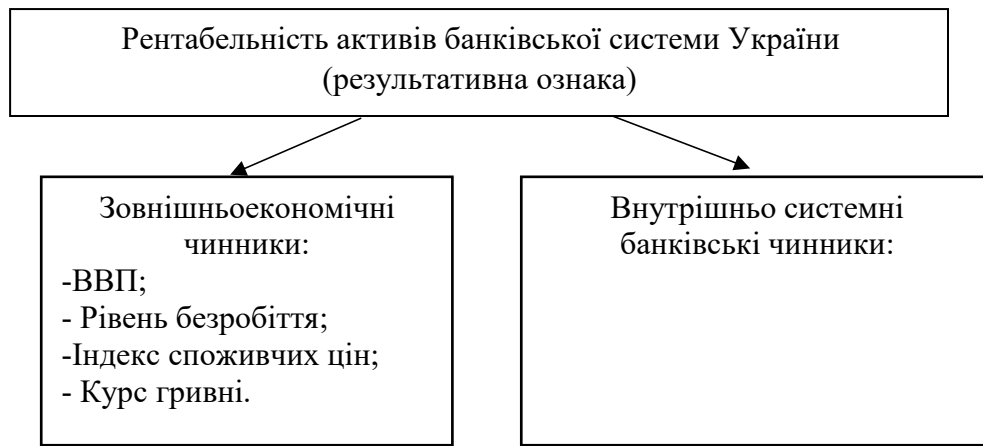 Рентабельність активів банківської системи України
(результативна ознака)
Зовнішньоекономічні
чинники:
-ВВП;
- Рівень безробіття;
-Індекс споживчих цін;
- Курс гривні.
Внутрішньо системні
банківські чинники: